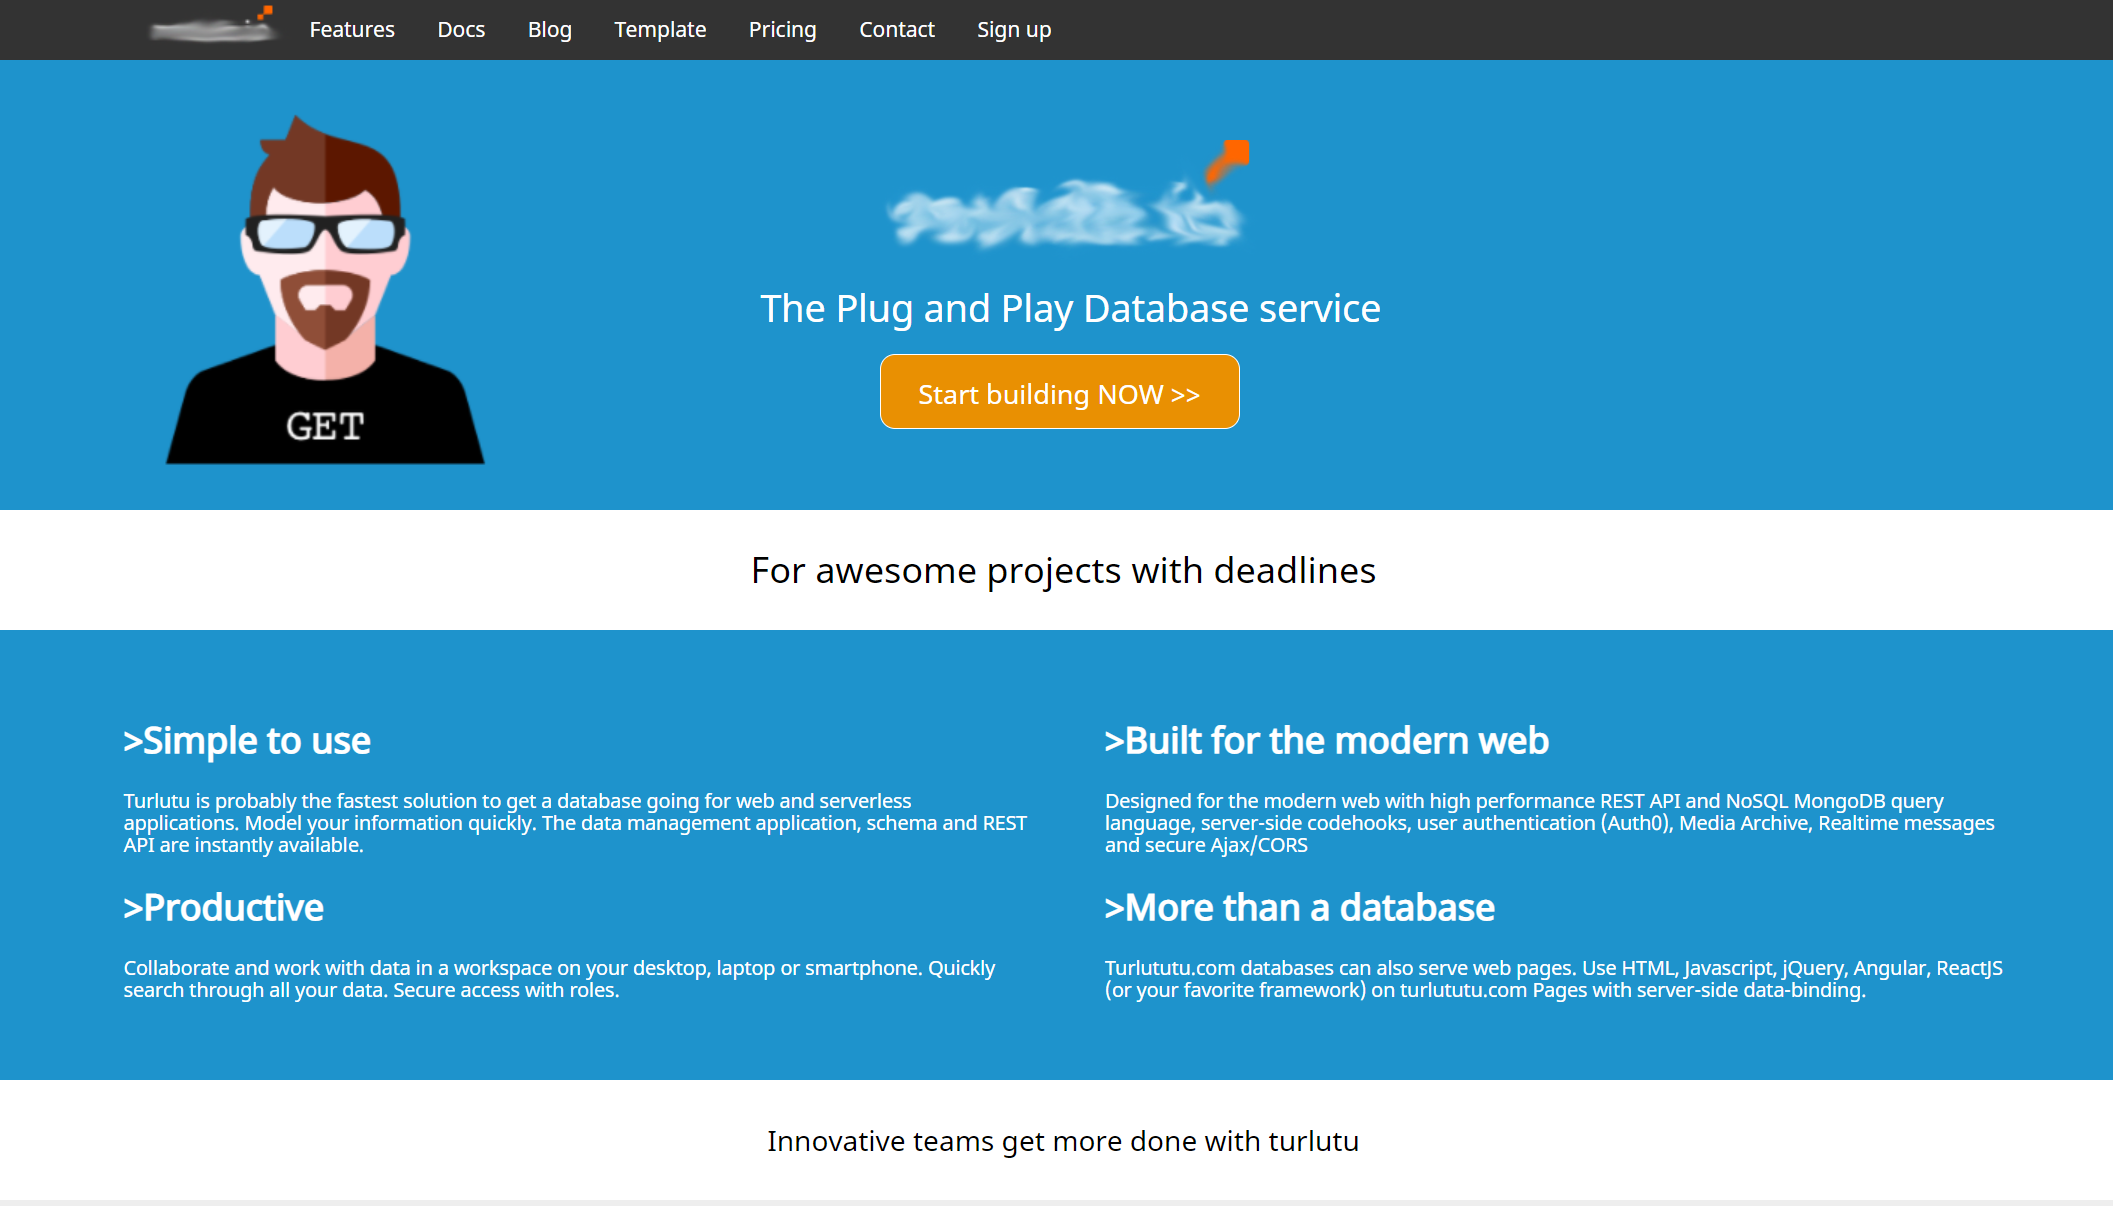 Features Docs Blog Template Pricing Contact Sign up
The Plug and Play Database service
Start building NOW >>
GET
For awesome projects with deadlines
>Simple to use
Turlutu is probably the fastest solution to get a database going for web and serverless
applications. Model your information quickly. The data management application, schema and REST
API are instantly available.
>Productive
Collaborate and work with data in a workspace on your desktop, laptop or smartphone. Quickly
search through all your data. Secure access with roles.
>Built for the modern web
Designed for the modern web with high performance REST API and NoSQL MongoDB query
language, server-side codehooks, user authentication (Auth0), Media Archive, Realtime messages
and secure Ajax/CORS
>More than a database
Turlututu.com databases can also serve web pages. Use HTML, Javascript, jQuery, Angular, ReactJS
(or your favorite framework) on turlututu.com Pages with server-side data-binding.
Innovative teams get more done with turlutu